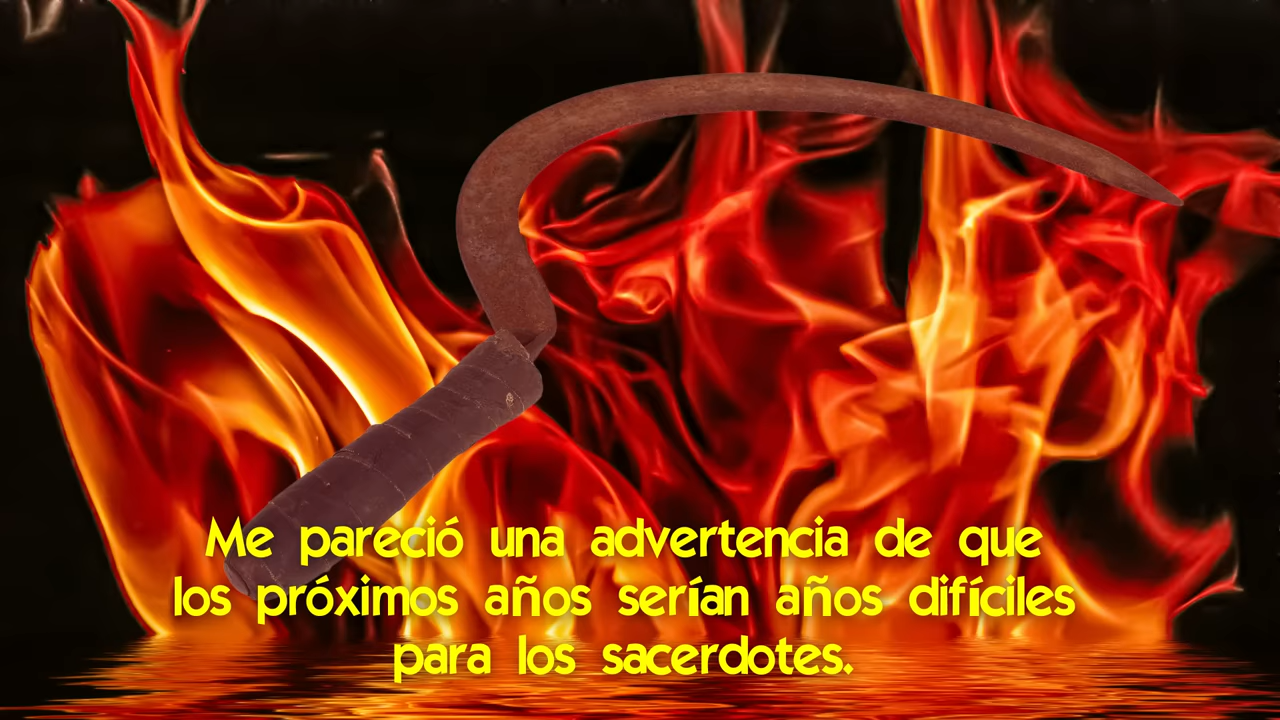 Me pareció una advertencia de que
los próximos años serían años difíciles
para los sacerdotes.